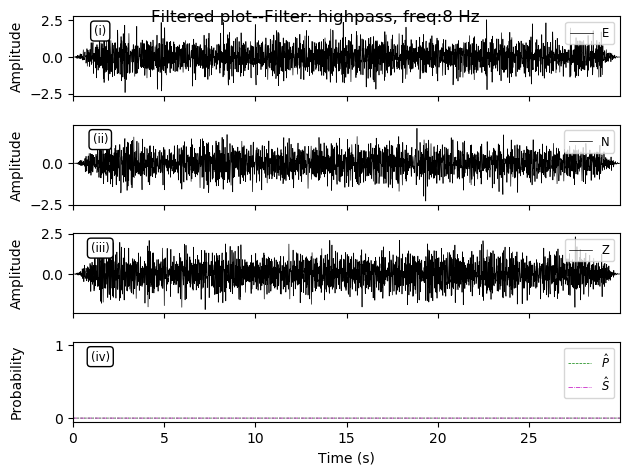 Filtered plot--Filter: highpass, freq:8 Hz
2.5
(i)
E
Amplitude
0.0
−2.5
(ii)
N
Amplitude
0.0
−2.5
2.5
(iii)
Z
Amplitude
0.0
1
(iv)
P̂
Ŝ
Probability
0
0 5 10 15 20 25
Time (s)